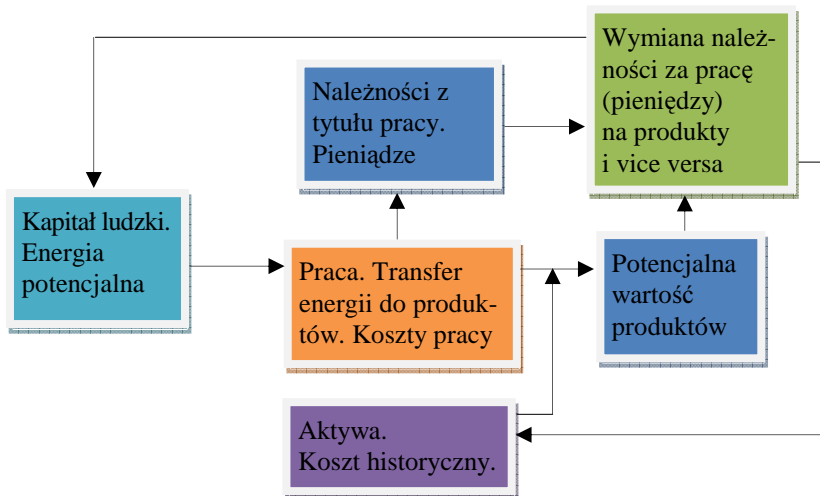 Wymiana należ-
ności za pracę
(pieniędzy)
na produkty
i vice versa
Należności z
tytułu pracy.
Pieniądze
Kapitał ludzki.
Energia
potencjalna
Praca. Transfer
energii do produk-
tów. Koszty pracy
Potencjalna
wartość
produktów
Aktywa.
Koszt historyczny.